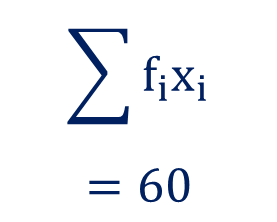 ∑ fᵢxᵢ
= 60